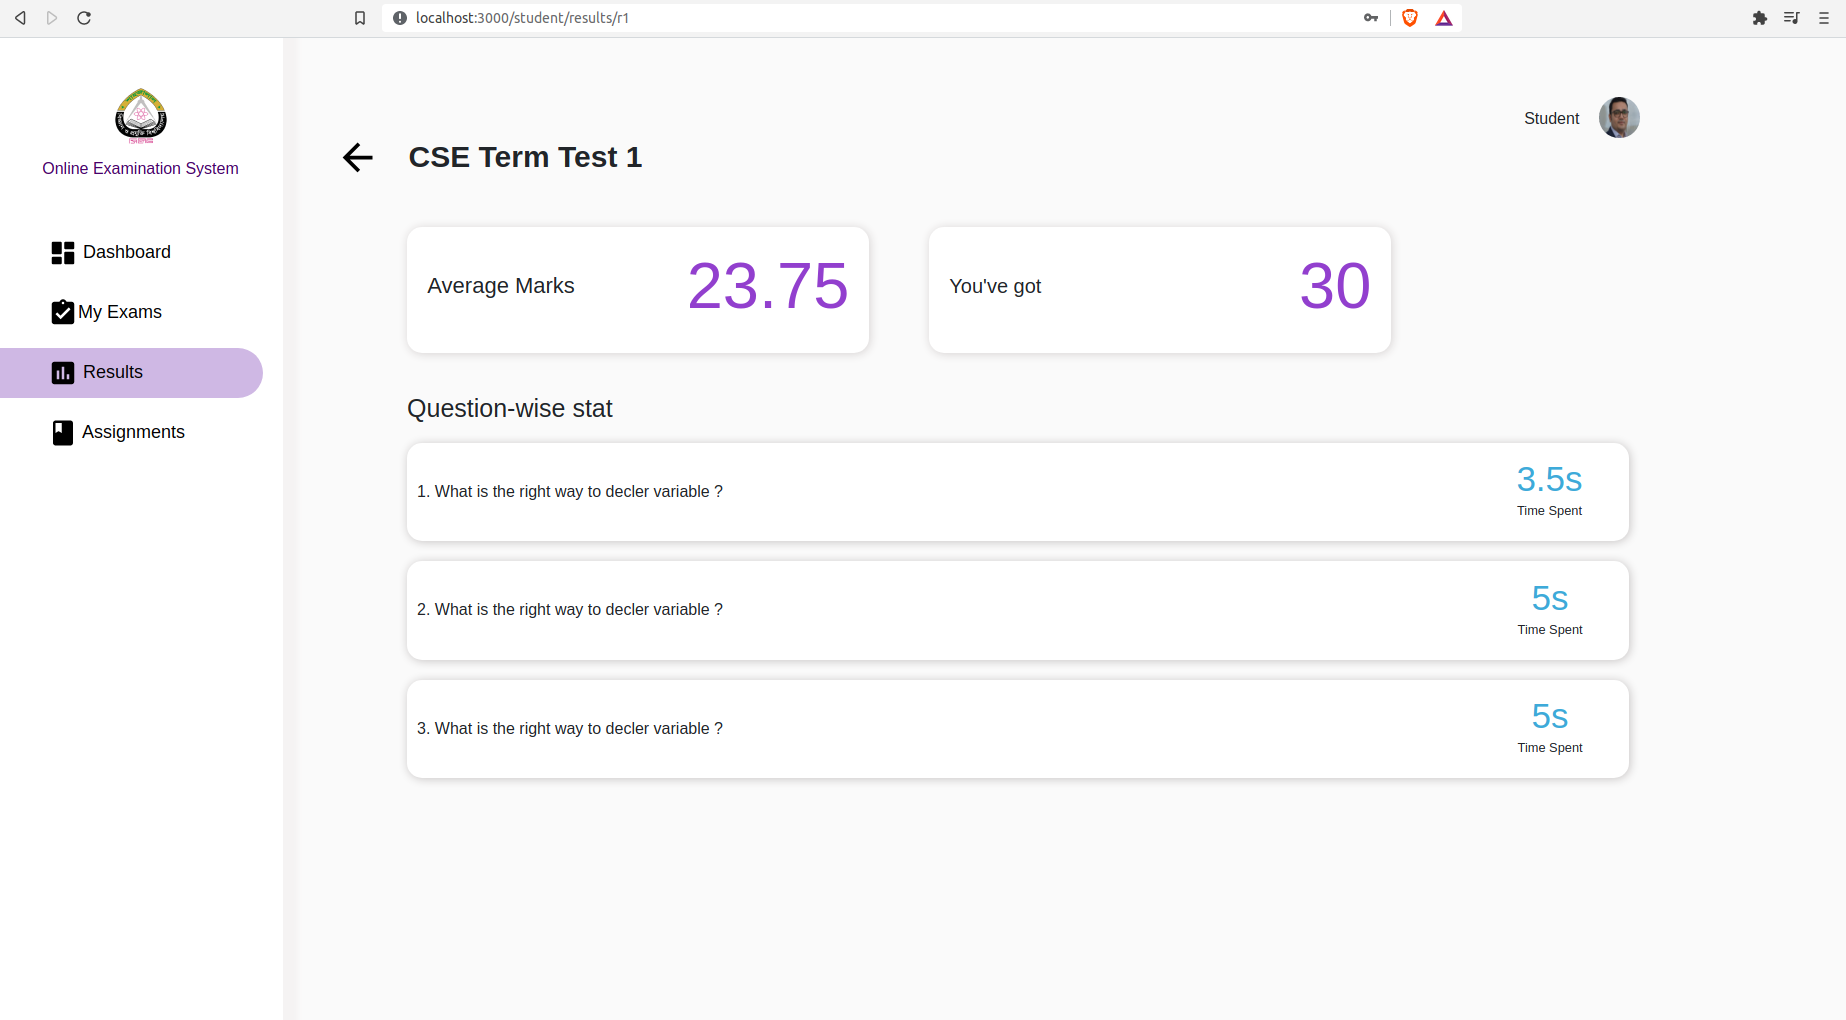 localhost:3000/student/results/r1
Online Examination System
Dashboard
My Exams
Results
Assignments
Student
CSE Term Test 1
Average Marks
23.75
You've got
30
Question-wise stat
1. What is the right way to decler variable ?
3.5s
Time Spent
2. What is the right way to decler variable ?
5s
Time Spent
3. What is the right way to decler variable ?
5s
Time Spent